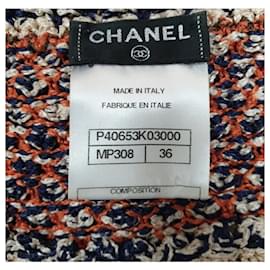 CHANEL
MADE IN ITALY
FABRIQUE EN ITALIE
P40653K03000
MP308 36
COMPOSITION